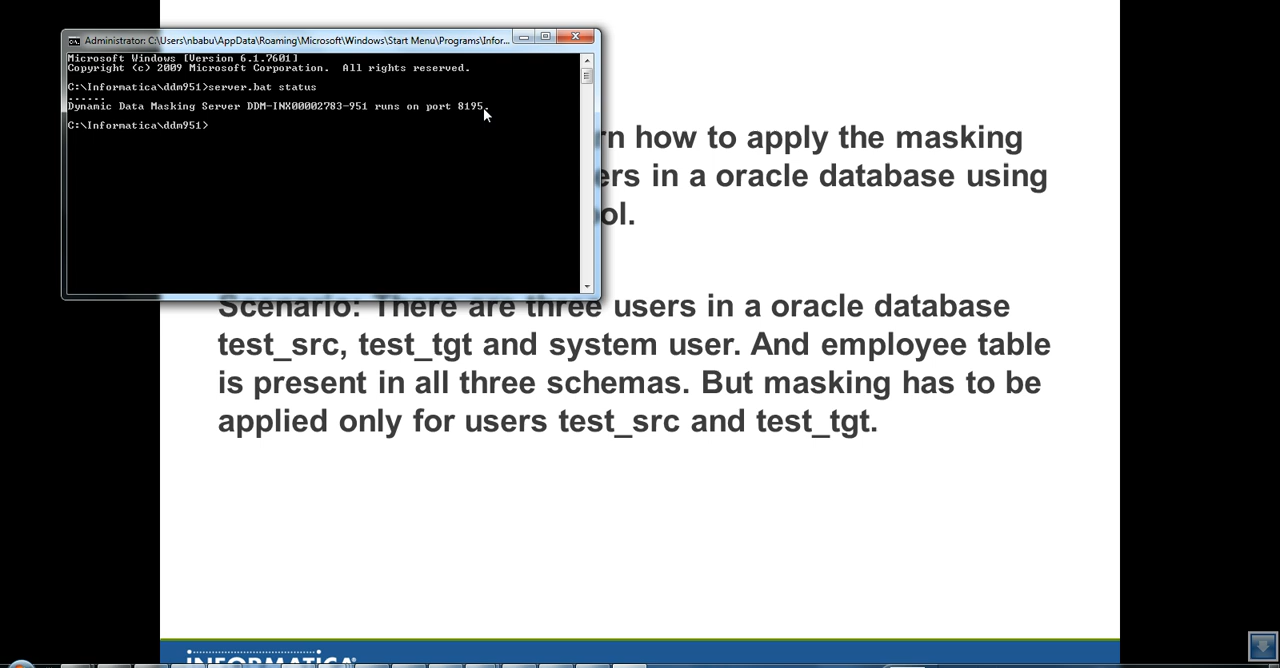 Administrator: C:\Users\nbabu\AppData\Roaming\Microsoft\Windows\Start Menu\Programs\Infor...
Microsoft Windows [Version 6.1.7601]
Copyright (c) 2009 Microsoft Corporation.  All rights reserved.
C:\Informatica\ddm951>server.bat status
......
Dynamic Data Masking Server DDM-INX00002783-951 runs on port 8195.
C:\Informatica\ddm951>
how to apply the masking
in a oracle database using
Scenario: There are three users in a oracle database
test_src, test_tgt and system user. And employee table
is present in all three schemas. But masking has to be
applied only for users test_src and test_tgt.
INFORMATICA